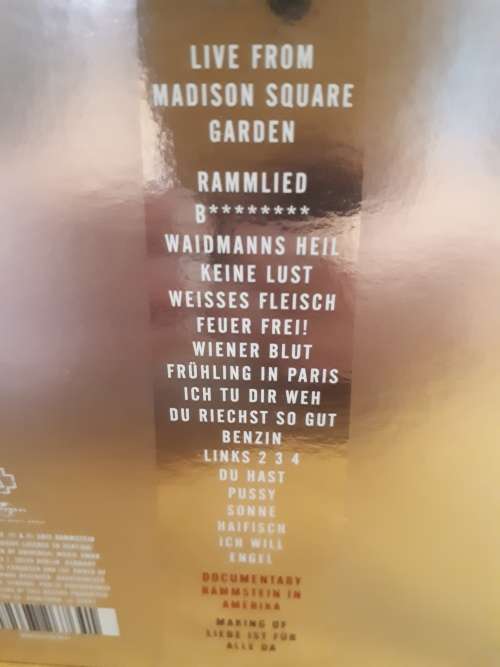 LIVE FROM
MADISON SQUARE
GARDEN
RAMMLIED
B********
WAIDMANNS HEIL
KEINE LUST
WEISSES FLEISCH
FEUER FREI!
WIENER BLUT
FRÜHLING IN PARIS
ICH TU DIR WEH
DU RIECHST SO GUT
BENZIN
LINKS 2 3 4
DU HAST
PUSSY
SONNE
HAIFISCH
ICH WILL
ENGEL
DOCUMENTARY
RAMMSTEIN IN
AMERIKA
MAKING OF
LIEBE IST FÜR
ALLE DA